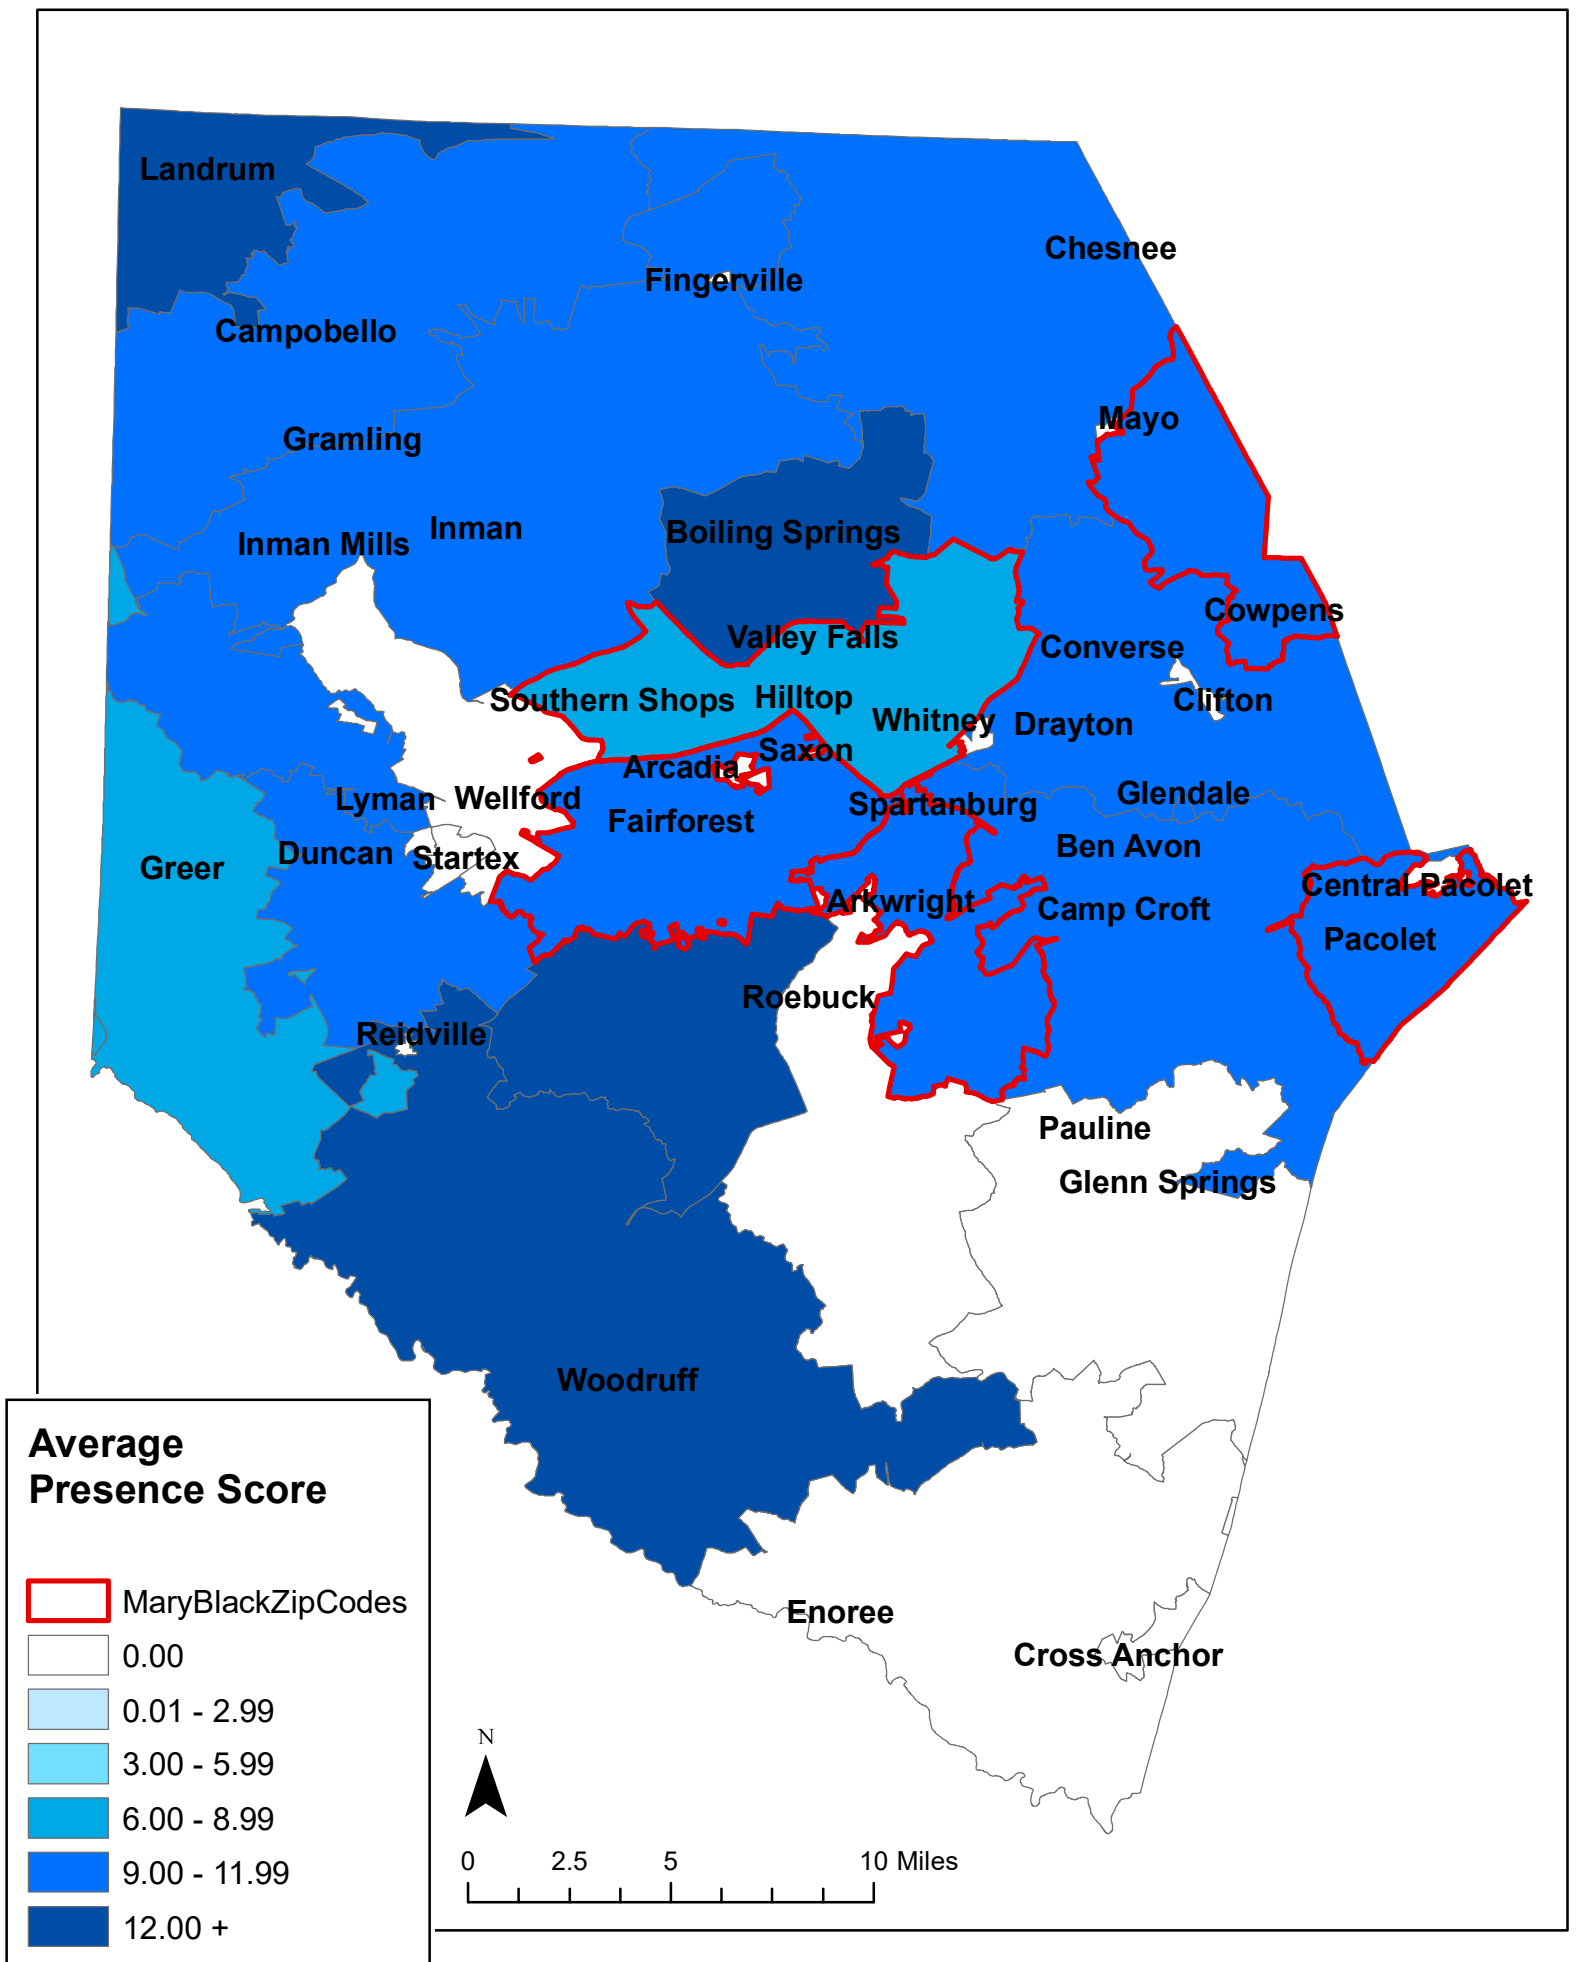 Landrum
Chesnee
Fingerville
Campobello
Mayo
Gramling
Inman
Boiling Springs
Inman Mills
Cowpens
Valley Falls
Converse
Southern Shops
Hilltop
Clifton
Whitney
Drayton
Saxon
Arcadia
Glendale
Lyman
Wellford
Spartanburg
Fairforest
Ben Avon
Duncan
Startex
Greer
Central Pacolet
Arkwright
Camp Croft
Pacolet
Roebuck
Reidville
Pauline
Glenn Springs
Woodruff
Enoree
Cross Anchor
Average
Presence Score
MaryBlackZipCodes
0.00
0.01 - 2.99
3.00 - 5.99
6.00 - 8.99
9.00 - 11.99
12.00 +
N
0 2.5 5 10 Miles